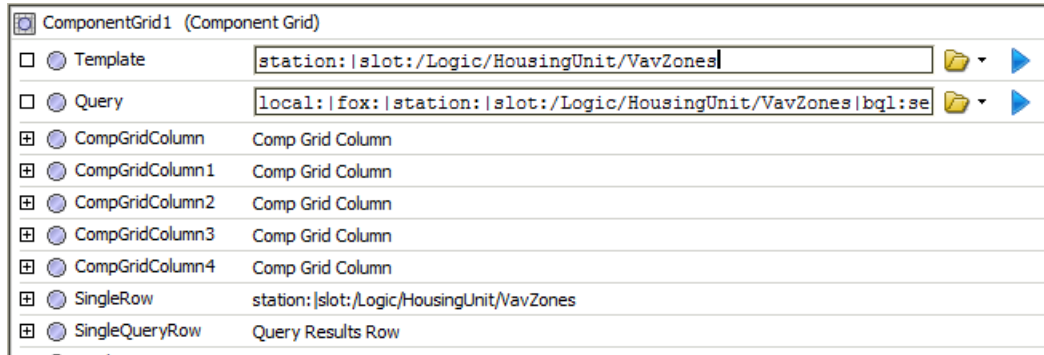 ComponentGrid1 (Component Grid)
Template station:|slot:/Logic/HousingUnit/VavZones
Query local:|fox:|station:|slot:/Logic/HousingUnit/VavZones|bql:se
CompGridColumn Comp Grid Column
CompGridColumn1 Comp Grid Column
CompGridColumn2 Comp Grid Column
CompGridColumn3 Comp Grid Column
CompGridColumn4 Comp Grid Column
SingleRow station:|slot:/Logic/HousingUnit/VavZones
SingleQueryRow Query Results Row